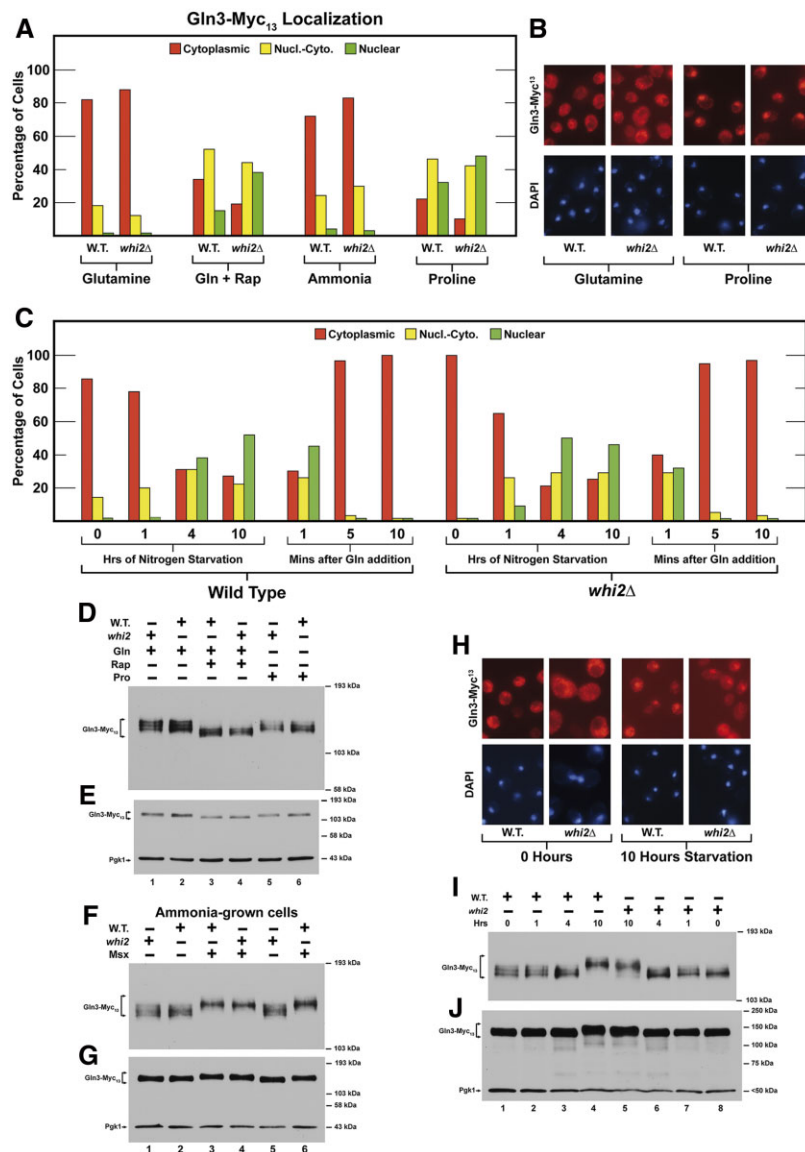 A
Gln3-Myc13 Localization
Cytoplasmic Nucl.-Cyto. Nuclear
Percentage of Cells
100
80
60
40
20
W.T. whi2Δ W.T. whi2Δ W.T. whi2Δ W.T. whi2Δ
Glutamine Gln + Rap Ammonia Proline
B
Gln3-Myc13
DAPI
W.T. whi2Δ W.T. whi2Δ
Glutamine Proline
C
Cytoplasmic Nucl.-Cyto. Nuclear
Percentage of Cells
100
80
60
40
20
0 1 4 10 1 5 10 0 1 4 10 1 5 10
Hrs of Nitrogen Starvation Mins after Gln addition Hrs of Nitrogen Starvation Mins after Gln addition
Wild Type whi2Δ
D
W.T. − + + − − +
whi2 + − − + + −
Gln + + + + − −
Rap − − + + − −
Pro − − − − + +
193 kDa
Gln3-Myc13
103 kDa
58 kDa
E
193 kDa
Gln3-Myc13
103 kDa
58 kDa
Pgk1
43 kDa
1 2 3 4 5 6
F
Ammonia-grown cells
W.T. − + + − − +
whi2 + − − + + −
Msx − − + + − +
193 kDa
Gln3-Myc13
103 kDa
G
193 kDa
Gln3-Myc13
103 kDa
58 kDa
Pgk1
43 kDa
1 2 3 4 5 6
H
Gln3-Myc13
DAPI
W.T. whi2Δ W.T. whi2Δ
0 Hours 10 Hours Starvation
I
W.T. + + + + − − − −
whi2 − − − − + + + +
Hrs 0 1 4 10 10 4 1 0
193 kDa
Gln3-Myc13
103 kDa
J
250 kDa
Gln3-Myc13
150 kDa
100 kDa
75 kDa
Pgk1
<50 kDa
1 2 3 4 5 6 7 8